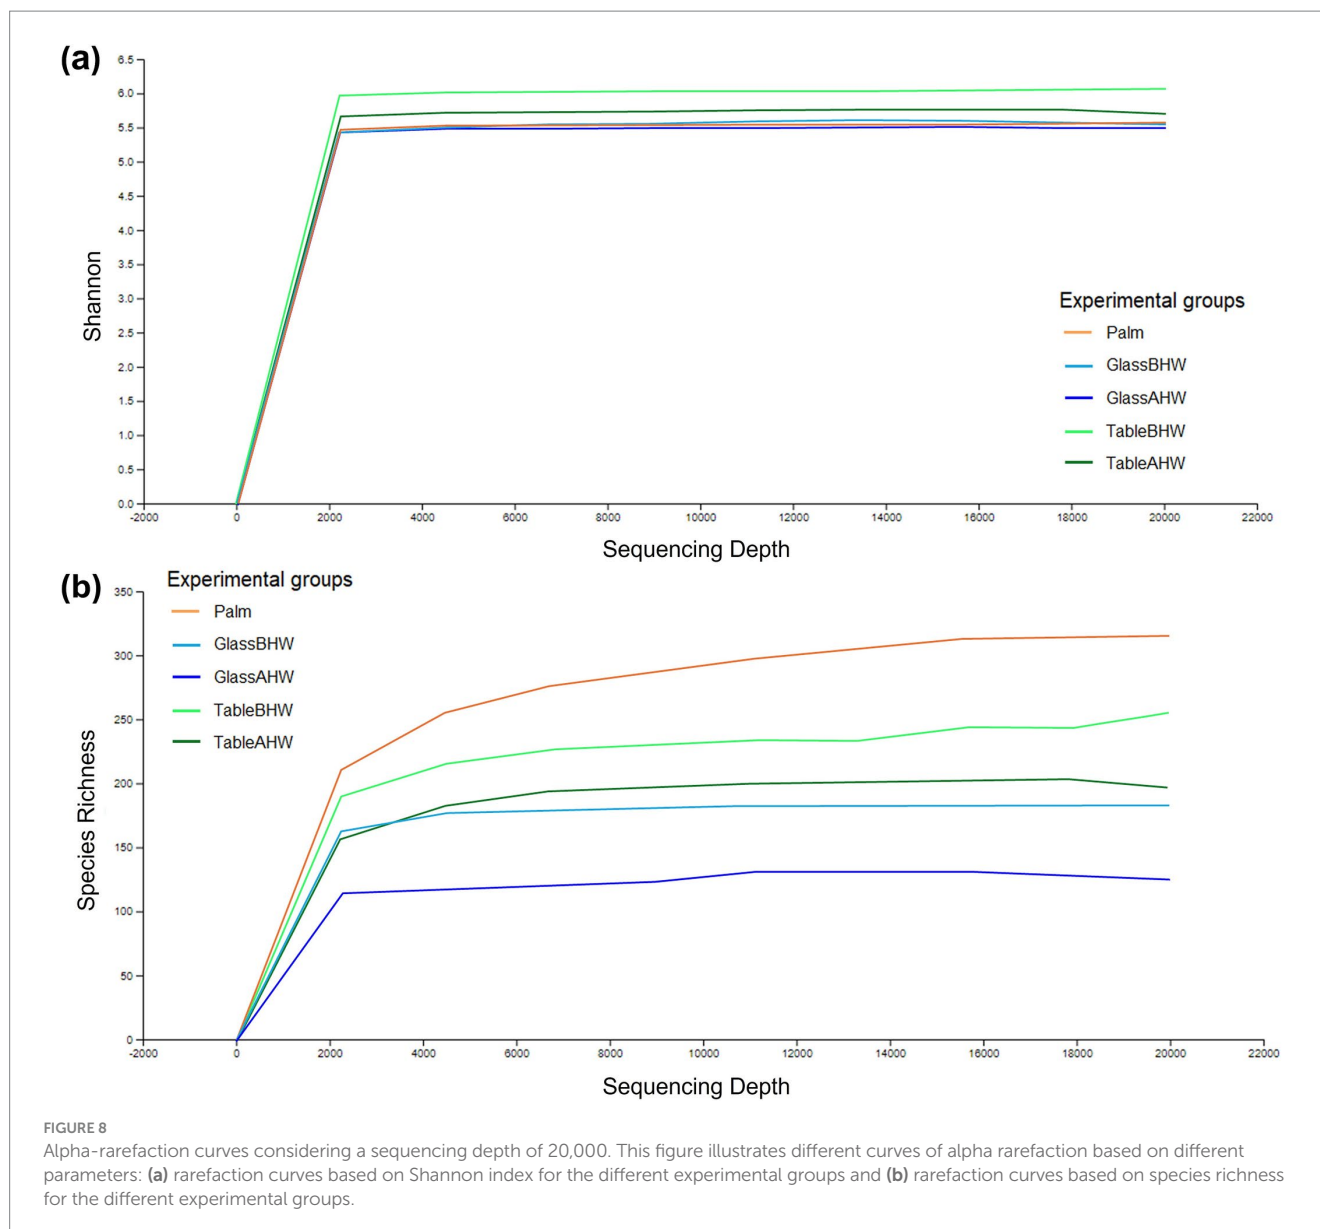 (a)
6.5
6.0
5.5
5.0
4.5
4.0
3.5
3.0
2.5
2.0
1.5
1.0
0.5
0.0
Shannon
Experimental groups
Palm
GlassBHW
GlassAHW
TableBHW
TableAHW
-2000 0 2000 4000 6000 8000 10000 12000 14000 16000 18000 20000 22000
Sequencing Depth
(b)
Experimental groups
Palm
GlassBHW
GlassAHW
TableBHW
TableAHW
350
300
250
200
150
100
50
0
Species Richness
-2000 0 2000 4000 6000 8000 10000 12000 14000 16000 18000 20000 22000
Sequencing Depth
FIGURE 8
Alpha-rarefaction curves considering a sequencing depth of 20,000. This figure illustrates different curves of alpha rarefaction based on different
parameters: (a) rarefaction curves based on Shannon index for the different experimental groups and (b) rarefaction curves based on species richness
for the different experimental groups.